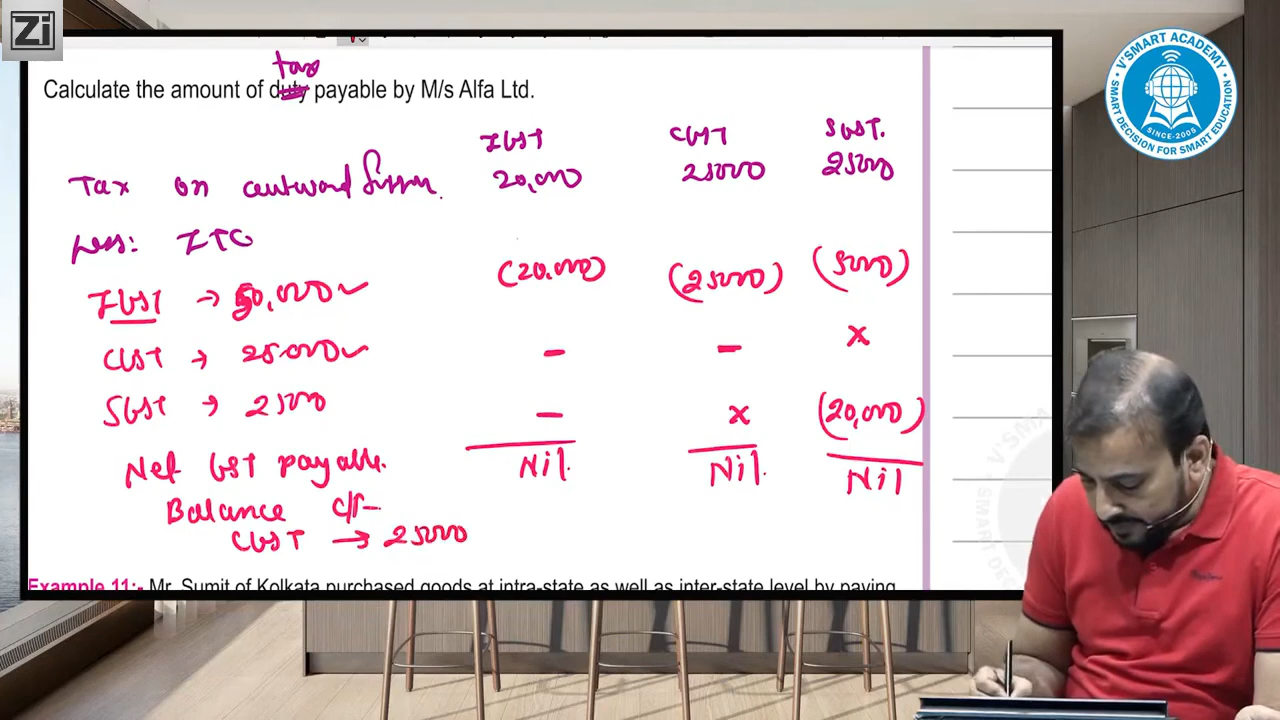 Zi
tax
Calculate the amount of duty payable by M/s Alfa Ltd.
IGST CGST SGST.
Tax on outward 20,000 25000 25000
Less: ITC
IGST → 50,000 (20,000) (25000) (5000)
CGST → 25000 - - x
SGST → 25000 - x (20,000)
Net GST payable. Nil. Nil. Nil
Balance c/f-
CGST → 25000
Example 11:- Mr. Sumit of Kolkata purchased goods at intra-state as well as inter-state level by paying
V'SMART ACADEMY
SINCE-2005
SMART DECISION FOR SMART EDUCATION